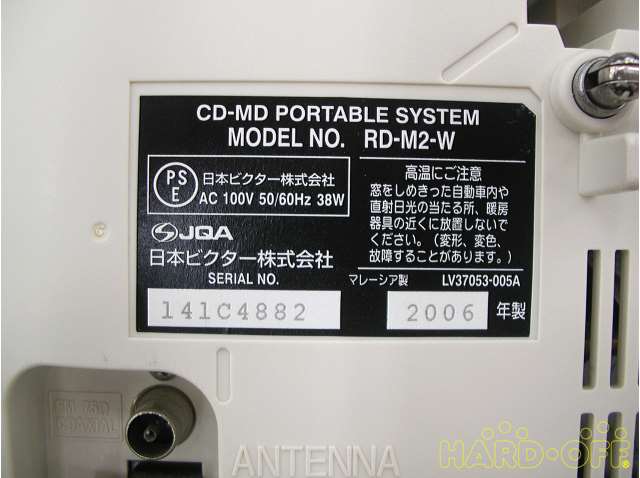 CD-MD PORTABLE SYSTEM
MODEL NO. RD-M2-W
PS
E
日本ビクター株式会社
AC 100V 50/60Hz 38W
JQA
日本ビクター株式会社
SERIAL NO.
141C4882
高温にご注意
窓をしめきった自動車内や
直射日光の当たる所、暖房
器具の近くに放置しないで
ください。(変形、変色、
故障することがあります。)
マレーシア製 LV37053-005A
2006 年製
6
FM 75Ω
COAXIAL
ANTENNA
HARD-OFF